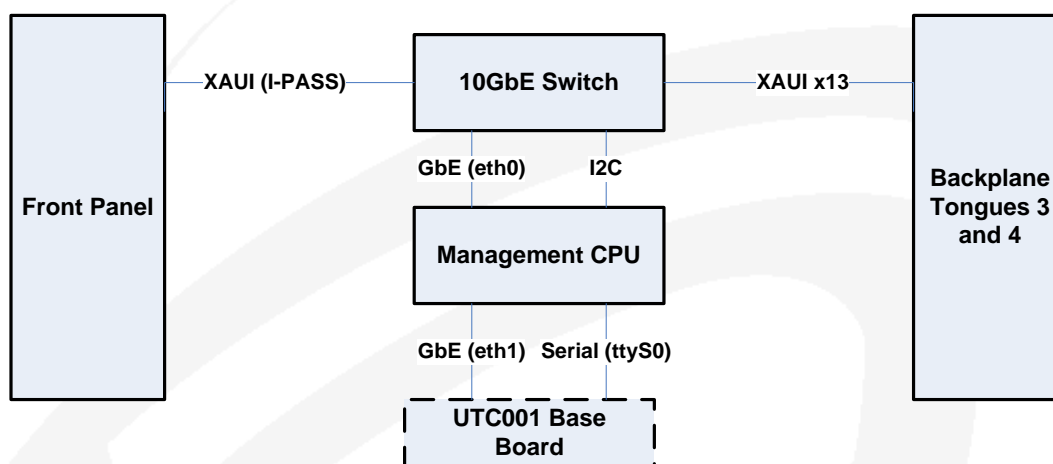 XAUI (I-PASS)
10GbE Switch
XAUI x13
GbE (eth0)
I2C
Front Panel
Backplane
Tongues 3
and 4
Management CPU
GbE (eth1)
Serial (ttyS0)
UTC001 Base
Board